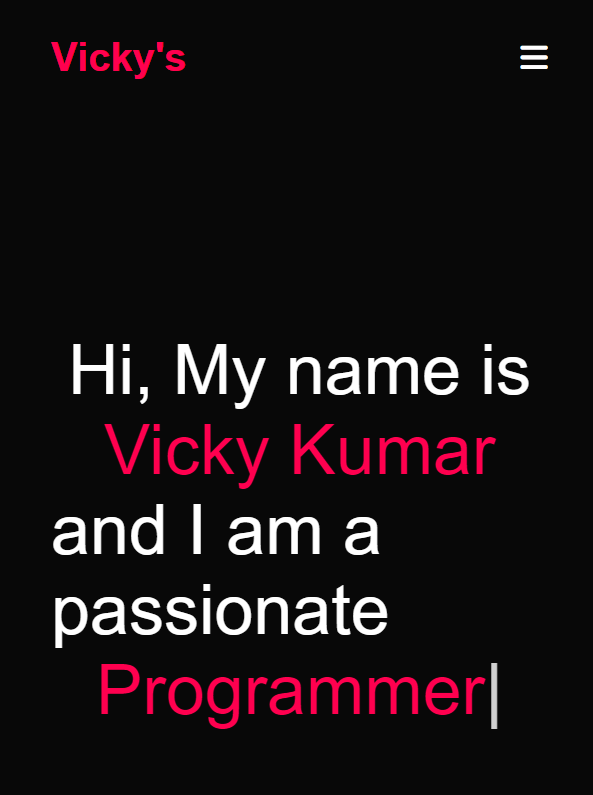 Vicky's
Hi, My name is
Vicky Kumar
and I am a
passionate
Programmer|